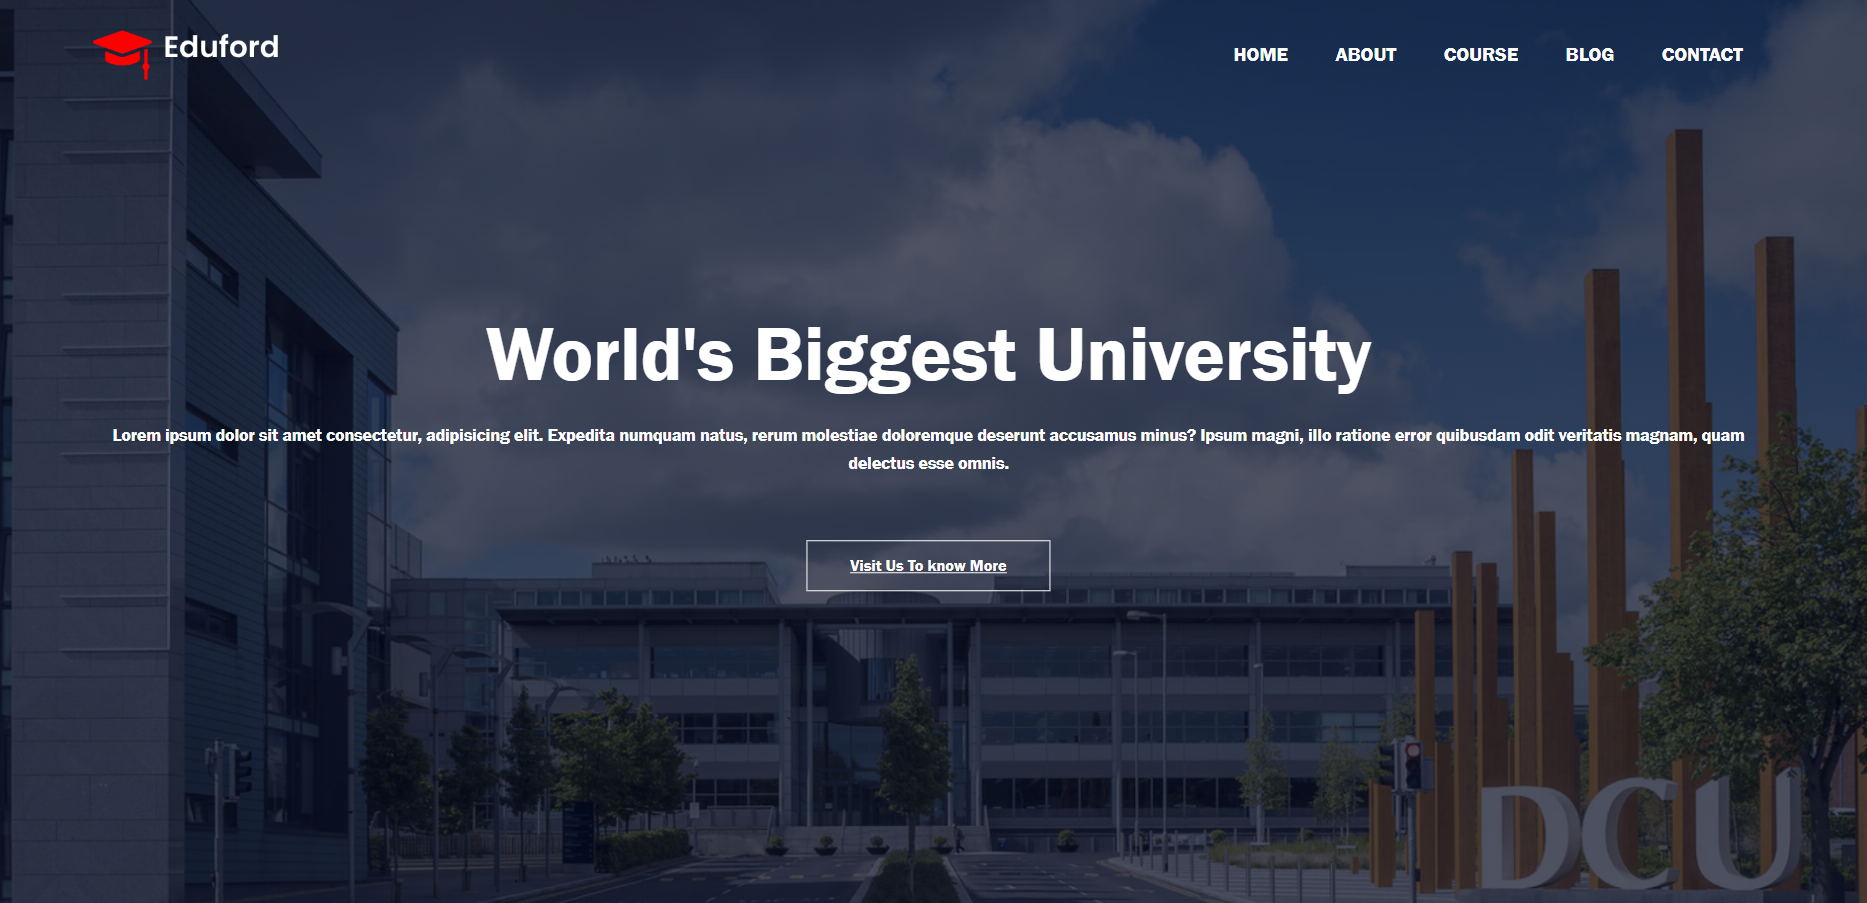 Eduford
HOME ABOUT COURSE BLOG CONTACT
World's Biggest University
Lorem ipsum dolor sit amet consectetur, adipisicing elit. Expedita numquam natus, rerum molestiae doloremque deserunt accusamus minus? Ipsum magni, illo ratione error quibusdam odit veritatis magnam, quam
delectus esse omnis.
Visit Us To know More
DCU